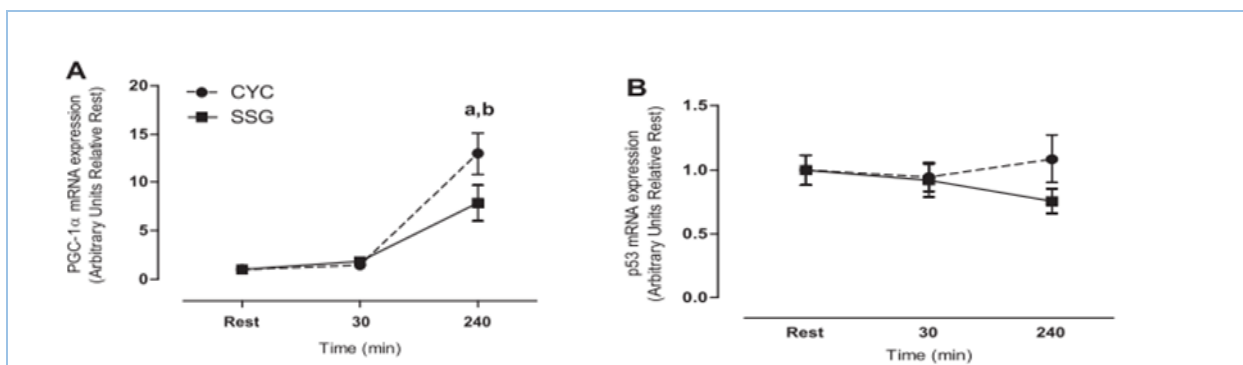 A
PGC-1α mRNA expression
(Arbitrary Units Relative Rest)
20
15
10
5
0
CYC
SSG
a,b
Rest 30 240
Time (min)
B
p53 mRNA expression
(Arbitrary Units Relative Rest)
1.5
1.0
0.5
0.0
Rest 30 240
Time (min)